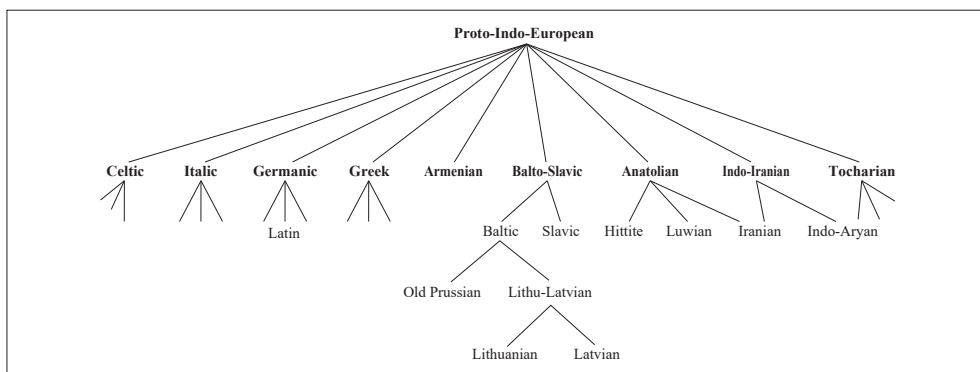 Proto-Indo-European
Celtic Italic Germanic Greek Armenian Balto-Slavic Anatolian Indo-Iranian Tocharian
Latin Baltic Slavic Hittite Luwian Iranian Indo-Aryan
Old Prussian Lithu-Latvian
Lithuanian Latvian